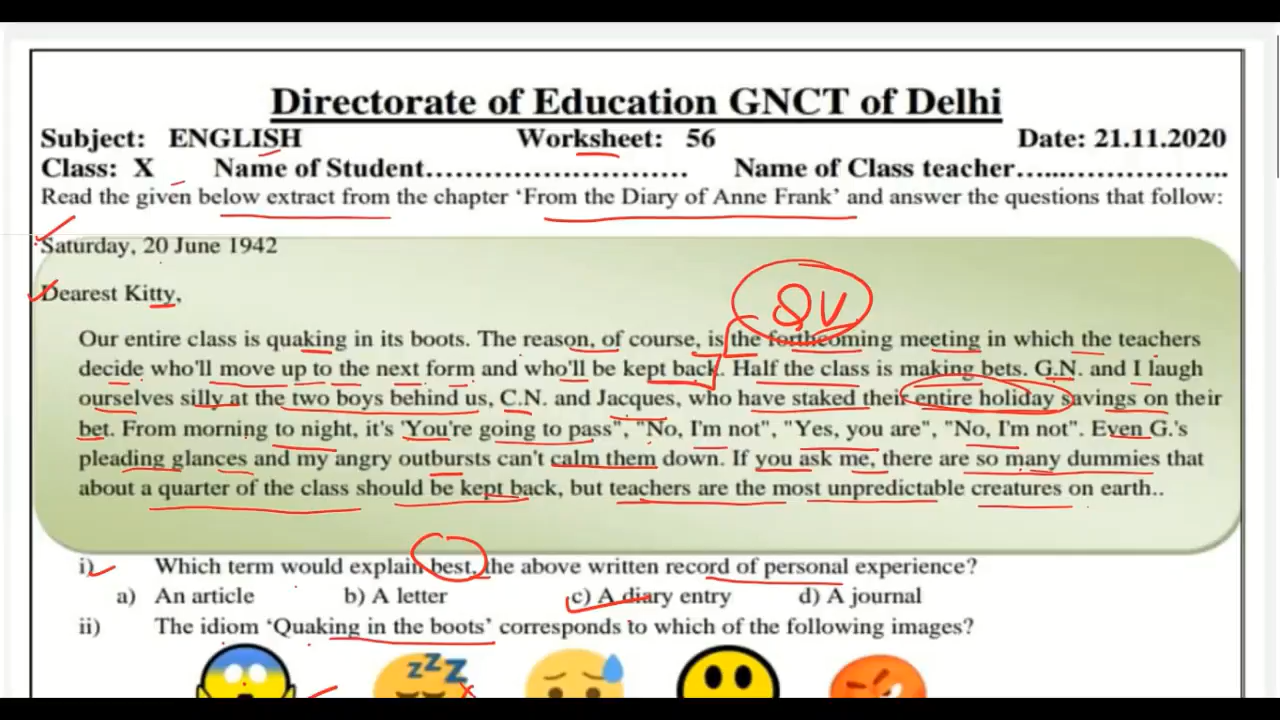 Directorate of Education GNCT of Delhi
Subject: ENGLISH Worksheet: 56 Date: 21.11.2020
Class: X Name of Student………………………. Name of Class teacher…...……………..
Read the given below extract from the chapter ‘From the Diary of Anne Frank’ and answer the questions that follow:
Saturday, 20 June 1942
QV
Dearest Kitty,
Our entire class is quaking in its boots. The reason, of course, is the forthcoming meeting in which the teachers
decide who'll move up to the next form and who'll be kept back. Half the class is making bets. G.N. and I laugh
ourselves silly at the two boys behind us, C.N. and Jacques, who have staked their entire holiday savings on their
bet. From morning to night, it's "You're going to pass", "No, I'm not", "Yes, you are", "No, I'm not". Even G.'s
pleading glances and my angry outbursts can't calm them down. If you ask me, there are so many dummies that
about a quarter of the class should be kept back, but teachers are the most unpredictable creatures on earth..
i) Which term would explain best, the above written record of personal experience?
a) An article b) A letter c) A diary entry d) A journal
ii) The idiom ‘Quaking in the boots’ corresponds to which of the following images?
zzZ